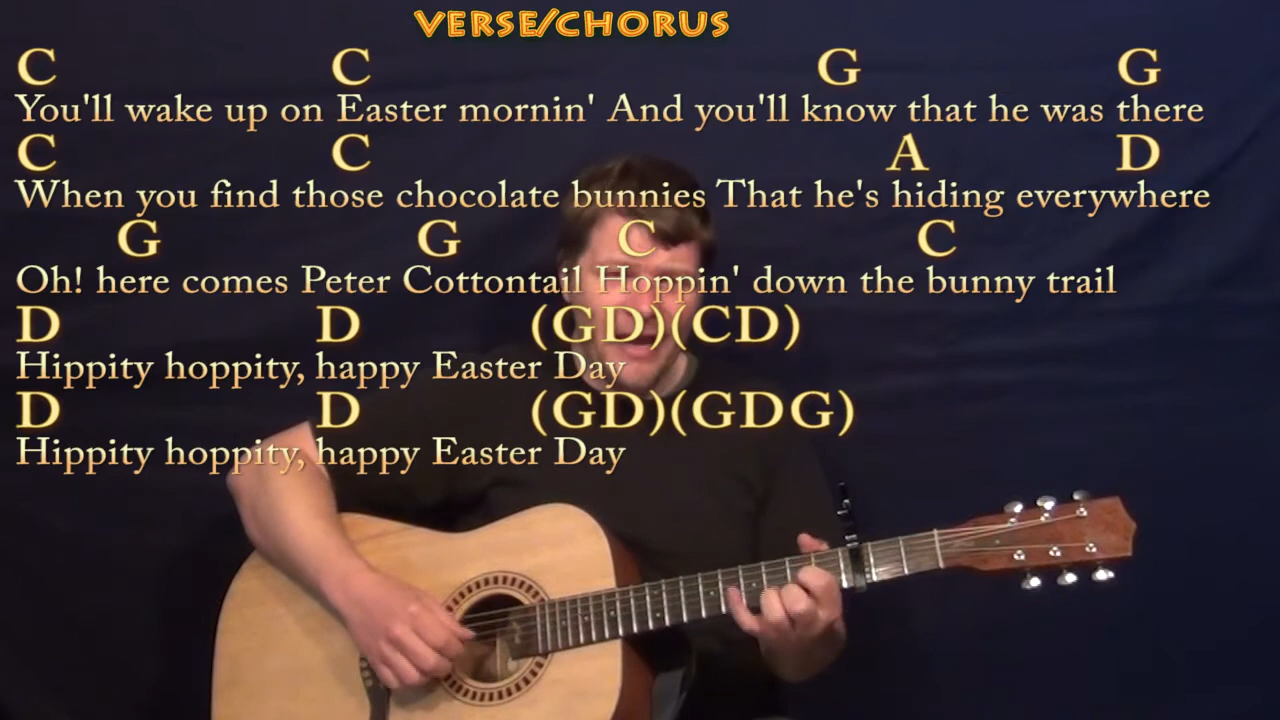 VERSE/CHORUS
C C G G
You'll wake up on Easter mornin' And you'll know that he was there
C C A D
When you find those chocolate bunnies That he's hiding everywhere
G G C C
Oh! here comes Peter Cottontail Hoppin' down the bunny trail
D D (GD)(CD)
Hippity hoppity, happy Easter Day
D D (GD)(GDG)
Hippity hoppity, happy Easter Day